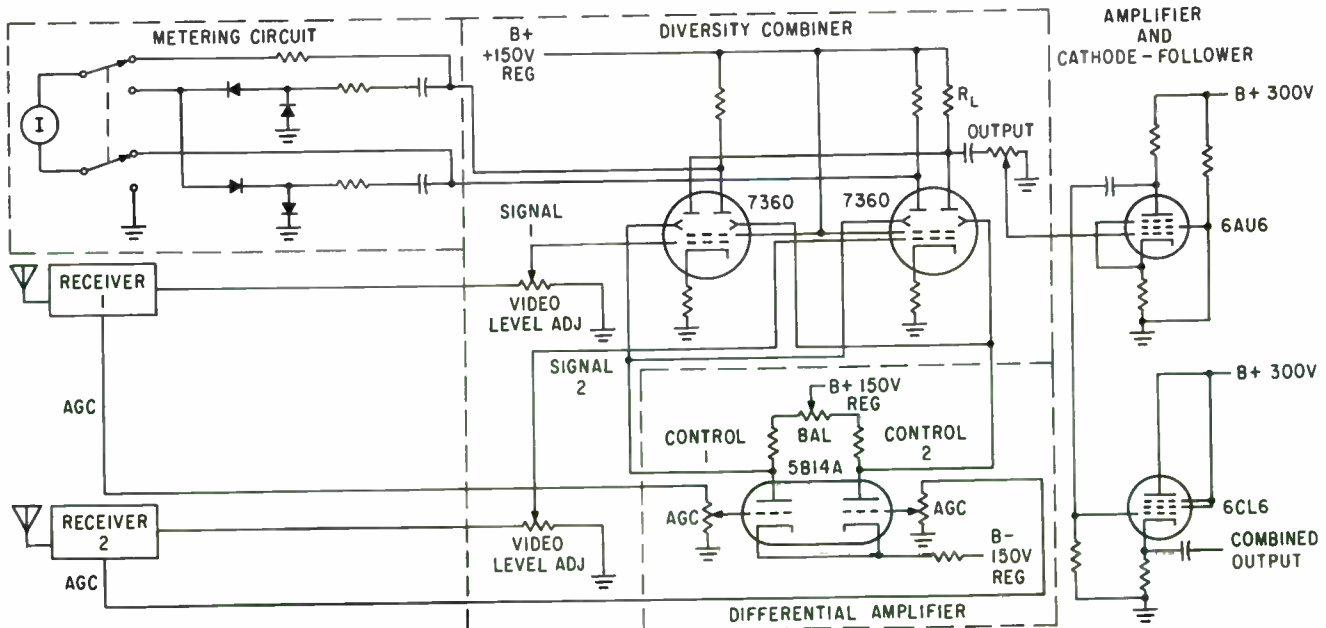 METERING CIRCUIT
I
DIVERSITY COMBINER
B+
+150V
REG
R_L
OUTPUT
7360
7360
SIGNAL
1
VIDEO
LEVEL ADJ
RECEIVER
1
AGC
SIGNAL
2
AMPLIFIER
AND
CATHODE-FOLLOWER
B+ 300V
6AU6
B+ 150V
REG
BAL
CONTROL
1
CONTROL
2
5814A
AGC
AGC
B-
150V
REG
DIFFERENTIAL AMPLIFIER
RECEIVER
2
AGC
VIDEO
LEVEL ADJ
B+ 300V
6CL6
COMBINED
OUTPUT